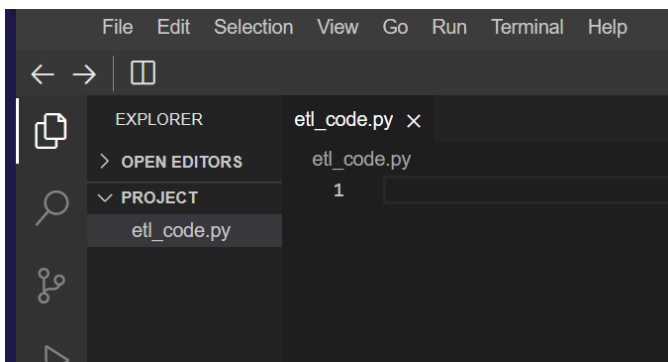 File Edit Selection View Go Run Terminal Help
EXPLORER
OPEN EDITORS
PROJECT
etl_code.py
etl_code.py
etl_code.py
1